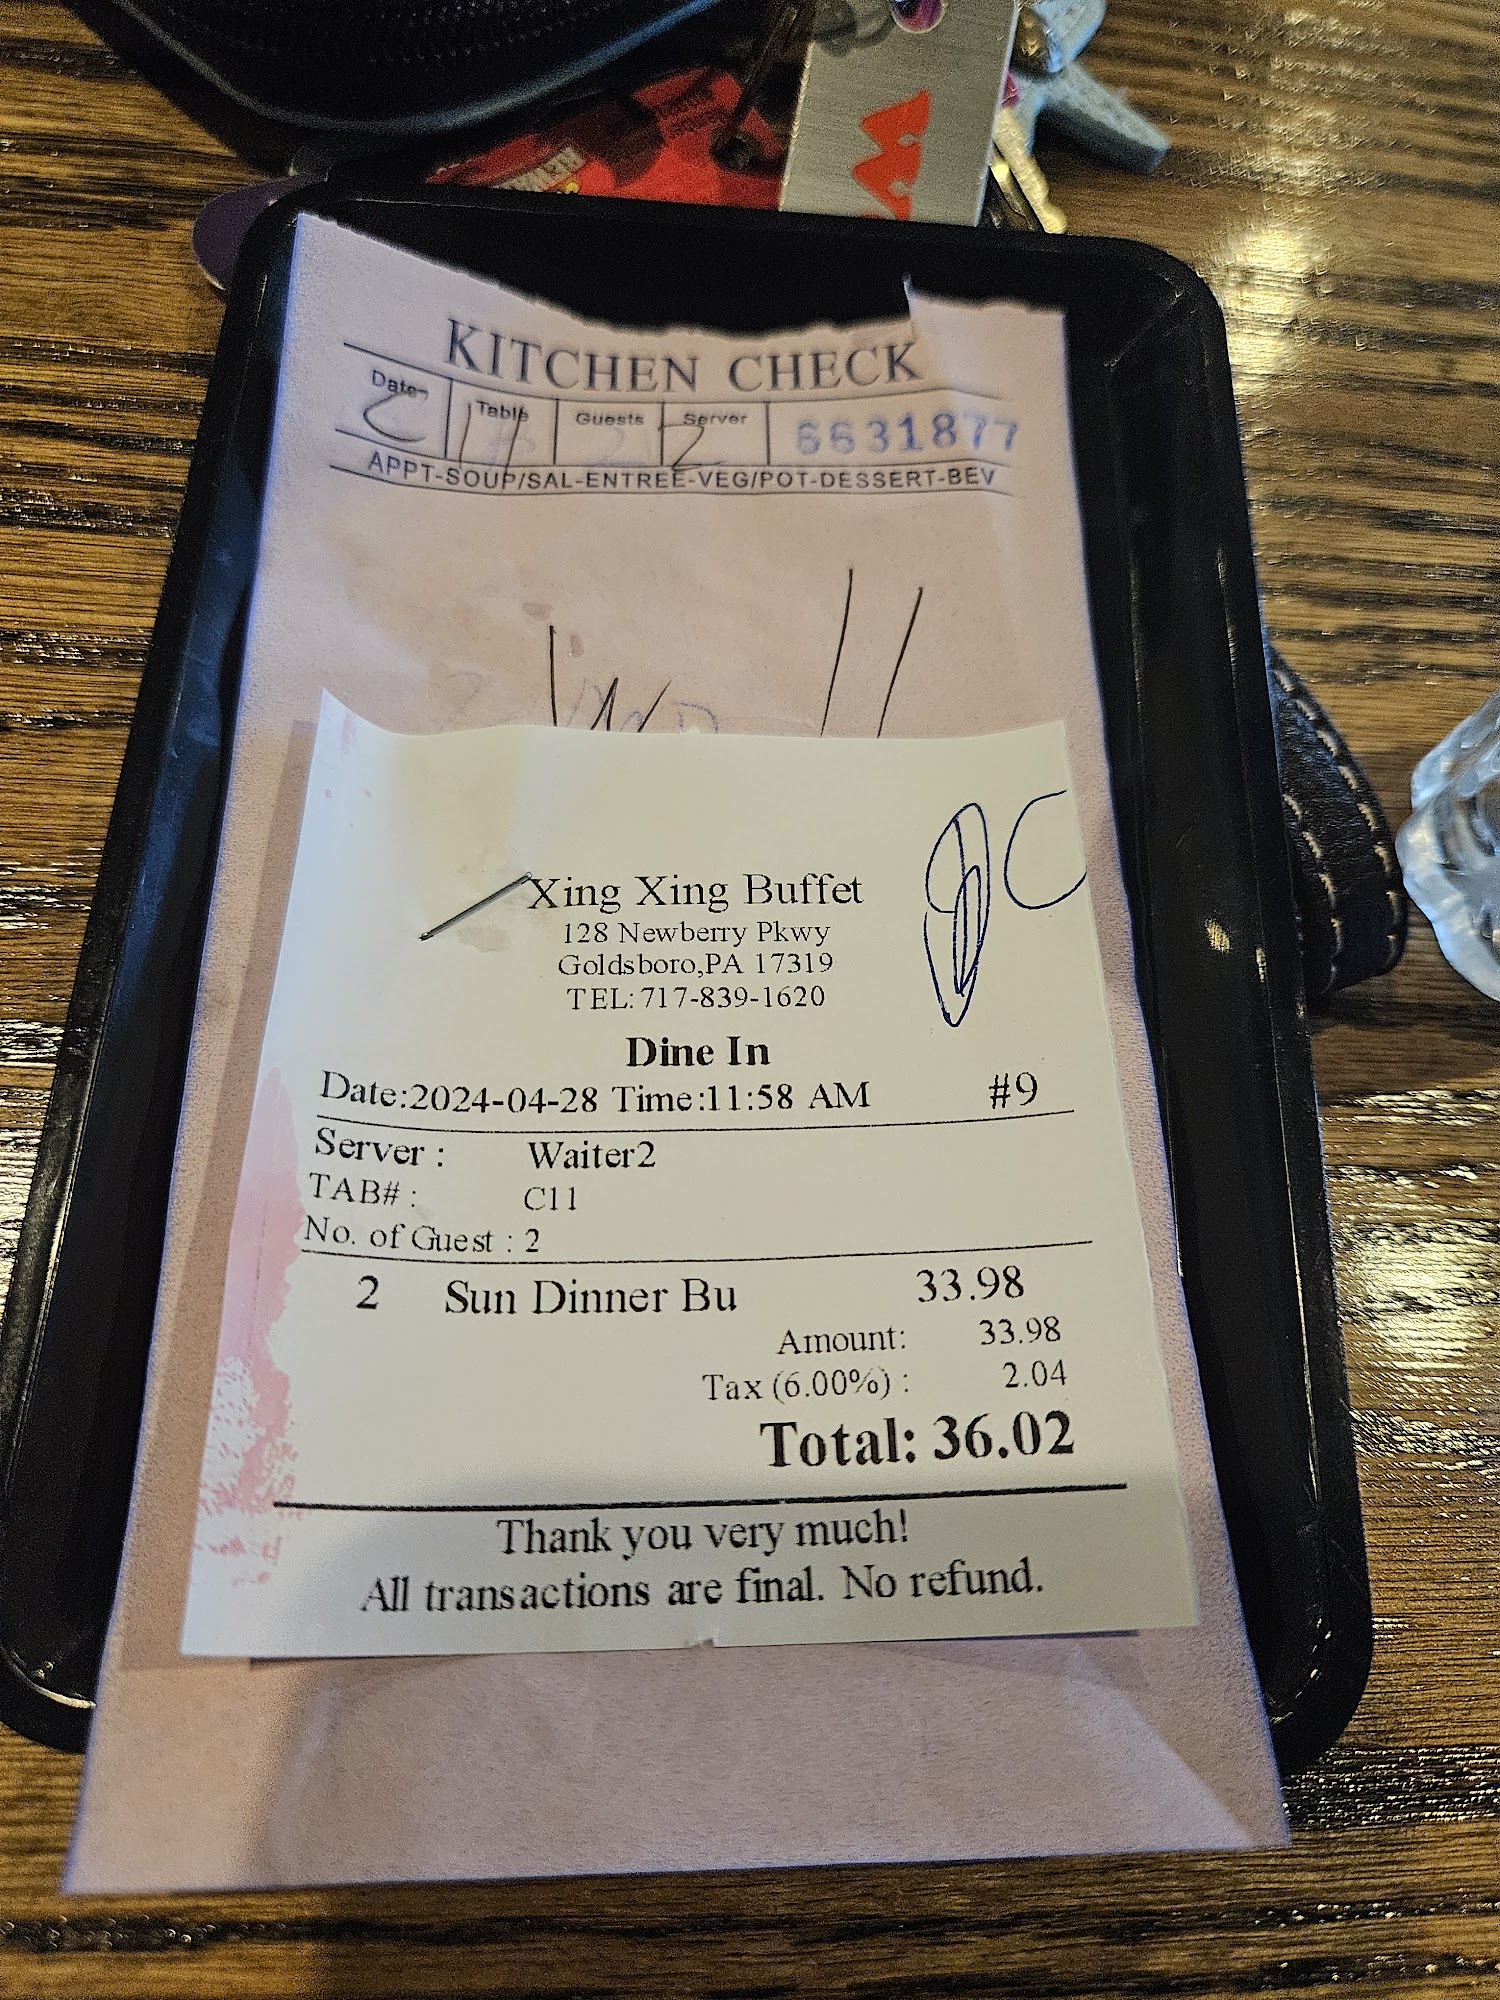 KITCHEN CHECK
Date Table Guests Server 6631877
C 11 2
APPT-SOUP/SAL-ENTREE-VEG/POT-DESSERT-BEV
Xing Xing Buffet
128 Newberry Pkwy
Goldsboro,PA 17319
TEL:717-839-1620
Dine In
Date:2024-04-28 Time:11:58 AM #9
Server : Waiter2
TAB# : C11
No. of Guest : 2
2 Sun Dinner Bu 33.98
Amount: 33.98
Tax (6.00%) : 2.04
Total: 36.02
Thank you very much!
All transactions are final. No refund.